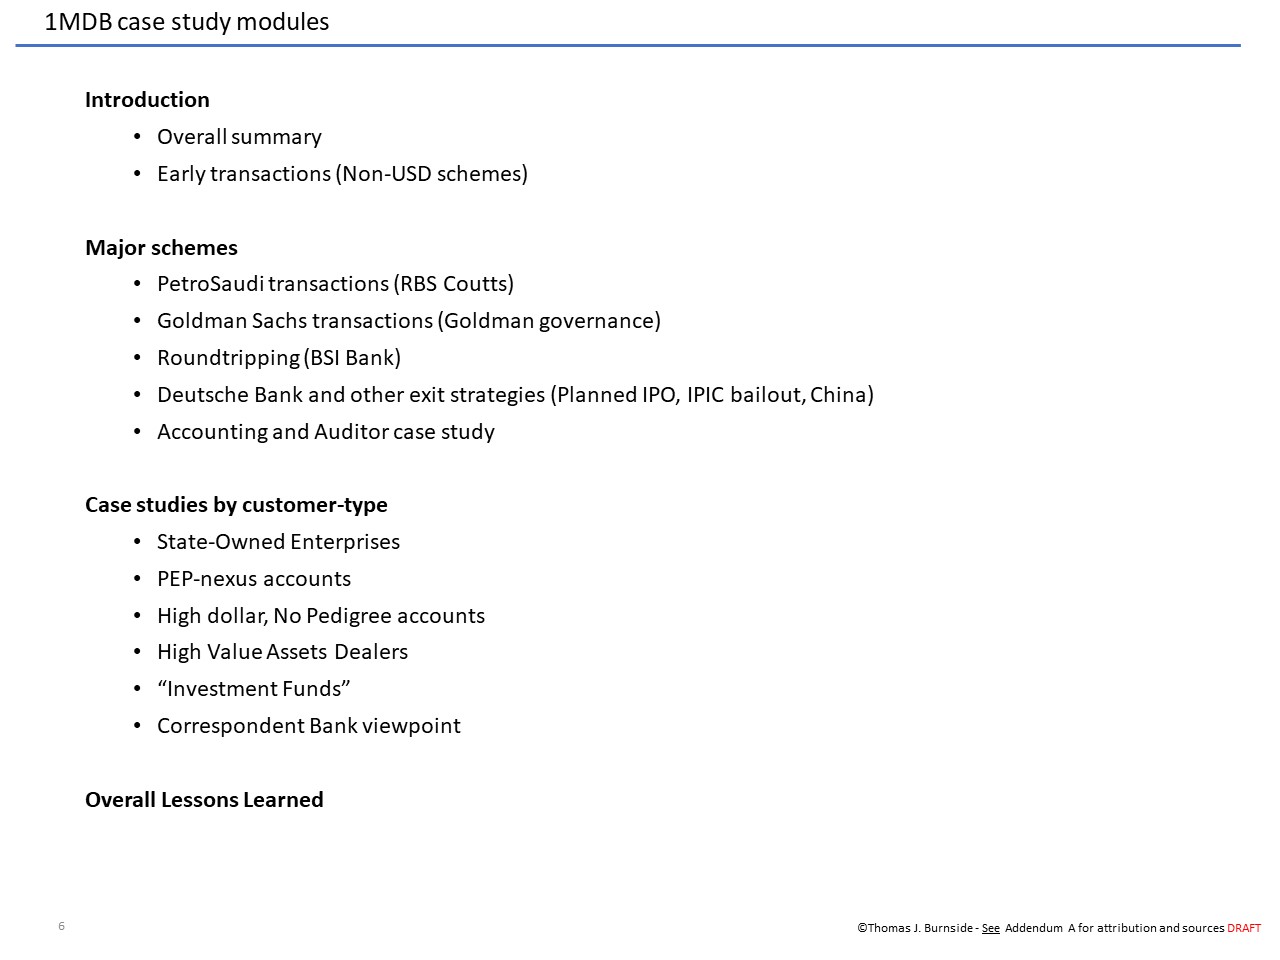 1MDB case study modules
Introduction
• Overall summary
• Early transactions (Non-USD schemes)
Major schemes
• PetroSaudi transactions (RBS Coutts)
• Goldman Sachs transactions (Goldman governance)
• Roundtripping (BSI Bank)
• Deutsche Bank and other exit strategies (Planned IPO, IPIC bailout, China)
• Accounting and Auditor case study
Case studies by customer-type
• State-Owned Enterprises
• PEP-nexus accounts
• High dollar, No Pedigree accounts
• High Value Assets Dealers
• “Investment Funds”
• Correspondent Bank viewpoint
Overall Lessons Learned
6
©Thomas J. Burnside - See Addendum A for attribution and sources DRAFT